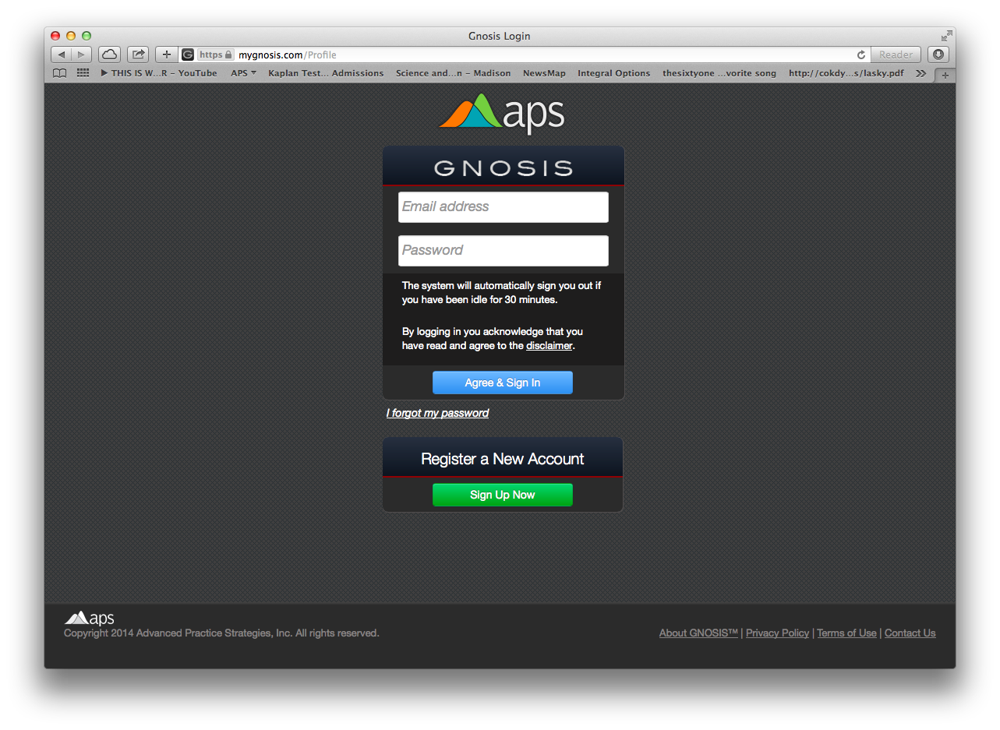 Gnosis Login
https mygnosis.com/Profile Reader
THIS IS W...R – YouTube APS Kaplan Test... Admissions Science and...n – Madison NewsMap Integral Options thesixtyone ...vorite song http://cokdy...s/lasky.pdf
aps
GNOSIS
Email address
Password
The system will automatically sign you out if
you have been idle for 30 minutes.
By logging in you acknowledge that you
have read and agree to the disclaimer.
Agree & Sign In
I forgot my password
Register a New Account
Sign Up Now
aps
Copyright 2014 Advanced Practice Strategies, Inc. All rights reserved.
About GNOSIS™ | Privacy Policy | Terms of Use | Contact Us